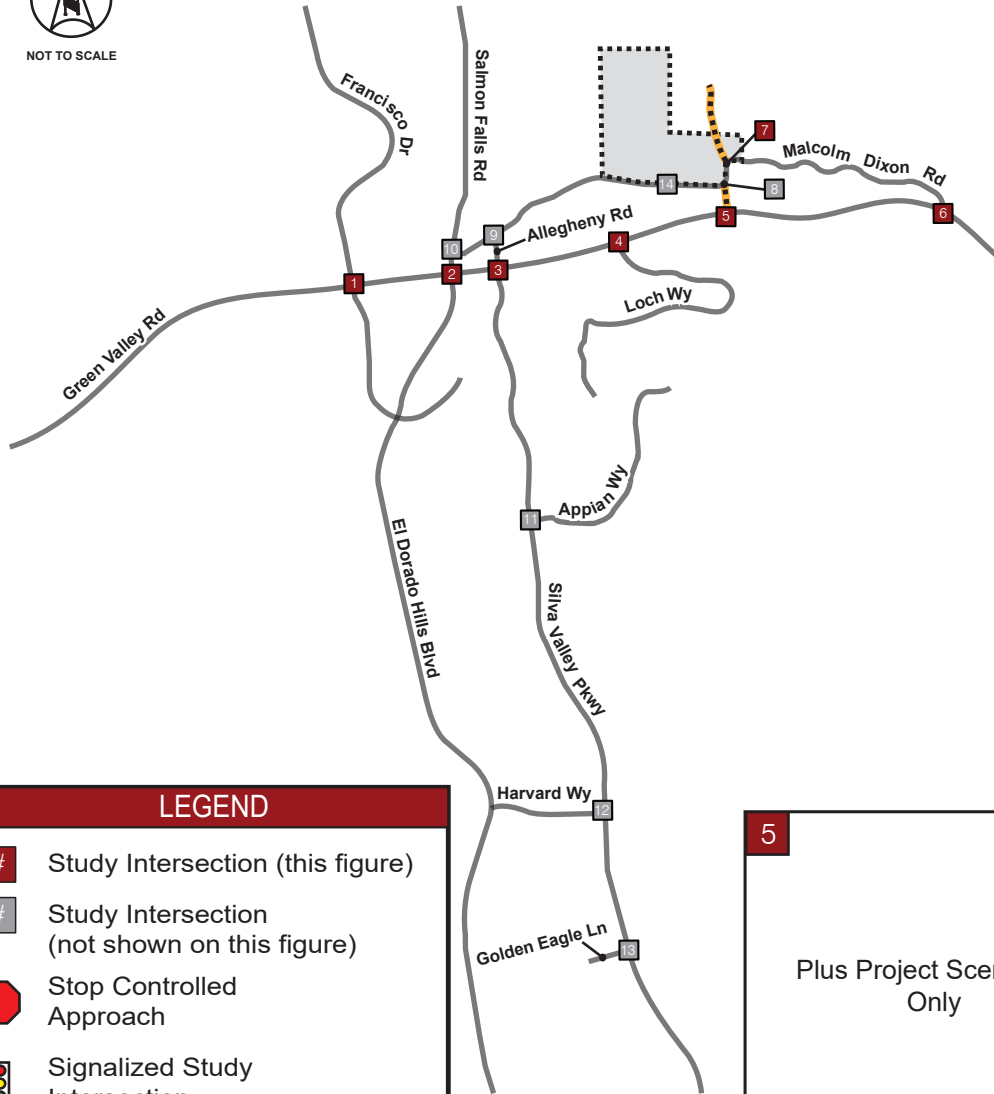 N
NOT TO SCALE
Francisco Dr
Salmon Falls Rd
7
Malcolm Dixon Rd
14
8
9
Allegheny Rd
5
6
10
4
1
2
3
Loch Wy
Green Valley Rd
Appian Wy
11
El Dorado Hills Blvd
Silva Valley Pkwy
Harvard Wy
12
Golden Eagle Ln
13
LEGEND
# Study Intersection (this figure)
# Study Intersection
(not shown on this figure)
Stop Controlled
Approach
Signalized Study
5
Plus Project
Only